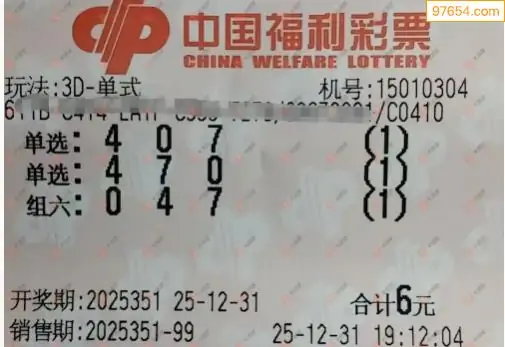 97654.com
中国福利彩票
CHINA WELFARE LOTTERY
玩法:3D-单式 机号:15010304
/C0410
单选: 4 0 7 (1)
单选: 4 7 0 (1)
组六: 0 4 7 (1)
开奖期:2025351 25-12-31 合计6元
销售期:2025351-99 25-12-31 19:12:04